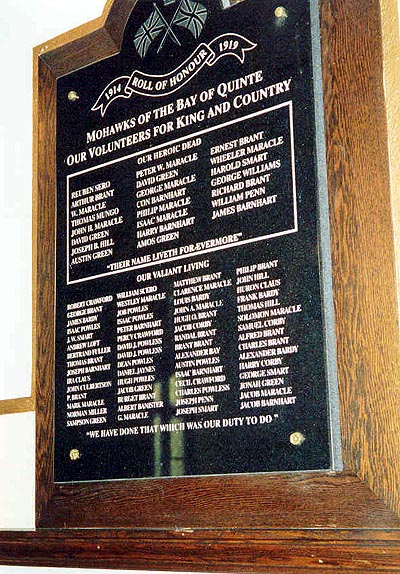 1914 ROLL OF HONOUR 1919
MOHAWKS OF THE BAY OF QUINTE
OUR VOLUNTEERS FOR KING AND COUNTRY
OUR HEROIC DEAD
REUBEN SERO
ARTHUR BRANT
W. MARACLE
THOMAS MUNGO
JOHN H. MARACLE
DAVID GREEN
JOSEPH B. HILL
AUSTIN GREEN
PETER W. MARACLE
DAVID GREEN
GEORGE MARACLE
CON BARNHART
PHILIP MARACLE
ISAAC MARACLE
HARRY BARNHART
AMOS GREEN
ERNEST BRANT
WHEELER MARACLE
HAROLD SMART
GEORGE WILLIAMS
RICHARD BRANT
WILLIAM PENN
JAMES BARNHART
"THEIR NAME LIVETH FOR-EVERMORE"
OUR VALIANT LIVING
ROBERT CRAWFORD
GEORGE BRANT
JAMES BARDY
ISAAC POWLES
J. W. SMART
ANDREW LOFT
BERTRAND FULLER
THOMAS BRANT
JOSEPH BARNHART
IRA CLAUS
JOHN CULBERTSON
P. BRANT
MARK MARACLE
NORMAN MILLER
SAMPSON GREEN
WILLIAM SCERO
WESTLEY MARACLE
JOB POWLES
ISAAC POWLES
PETER BARNHART
PERCY CRAWFORD
DAVID J. POWLESS
DAVID J. POWLESS
DEAN POWLES
DANIEL JAYNES
HUGH POWLES
JACOB GREEN
BURGET BRANT
ALBERT BANISTER
G. MARACLE
MATTHEW BRANT
CLARENCE MARACLE
LOUIS BARDY
JOHN A. MARACLE
HUGH O. BRANT
JACOB CORBY
RANDAL BRANT
BRANT BRANT
ALEXANDER BAY
AUSTIN POWLES
ISAAC BARNHART
CECIL CRAWFORD
CHARLES POWLESS
JOSEPH PENN
JOSEPH SMART
PHILIP BRANT
JOHN HILL
HURON CLAUS
FRANK BARDY
THOMAS HILL
SOLOMON MARACLE
SAMUEL CORBY
ALFRED BRANT
CHARLES BRANT
ALEXANDER BARDY
HARRY CORBY
GEORGE SMART
JONAH GREEN
JACOB MARACLE
JACOB BARNHART
"WE HAVE DONE THAT WHICH WAS OUR DUTY TO DO"